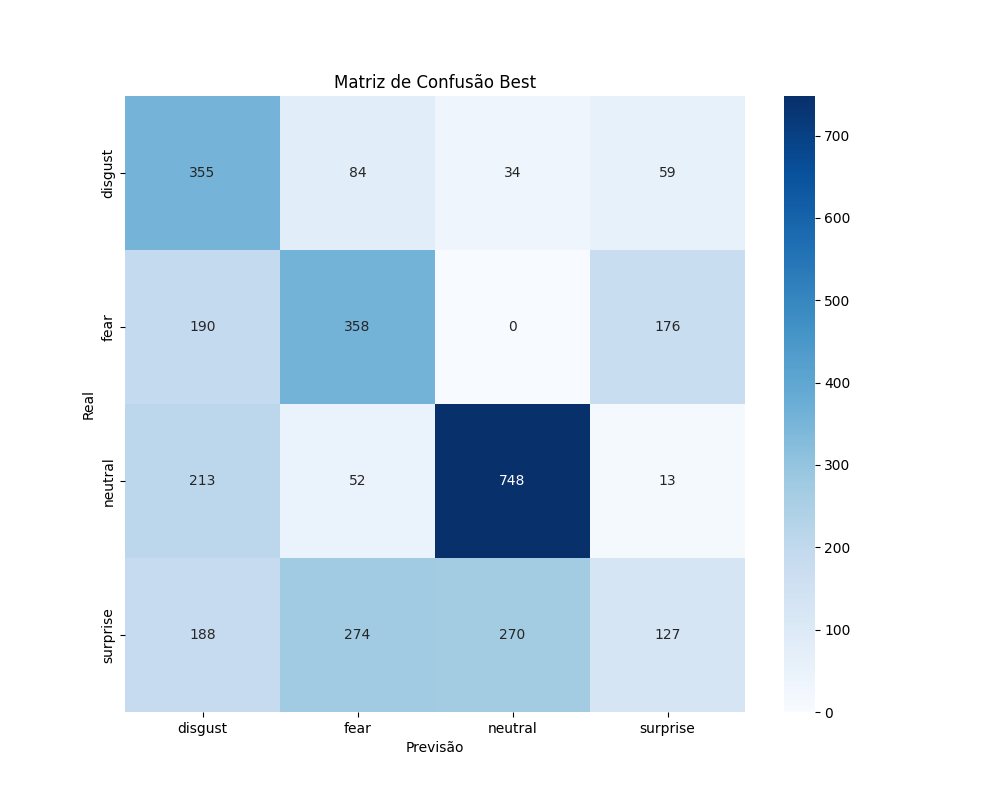 Matriz de Confusão Best
disgust 355 84 34 59
fear 190 358 0 176
neutral 213 52 748 13
surprise 188 274 270 127
disgust fear neutral surprise
Previsão
Real
700
600
500
400
300
200
100
0